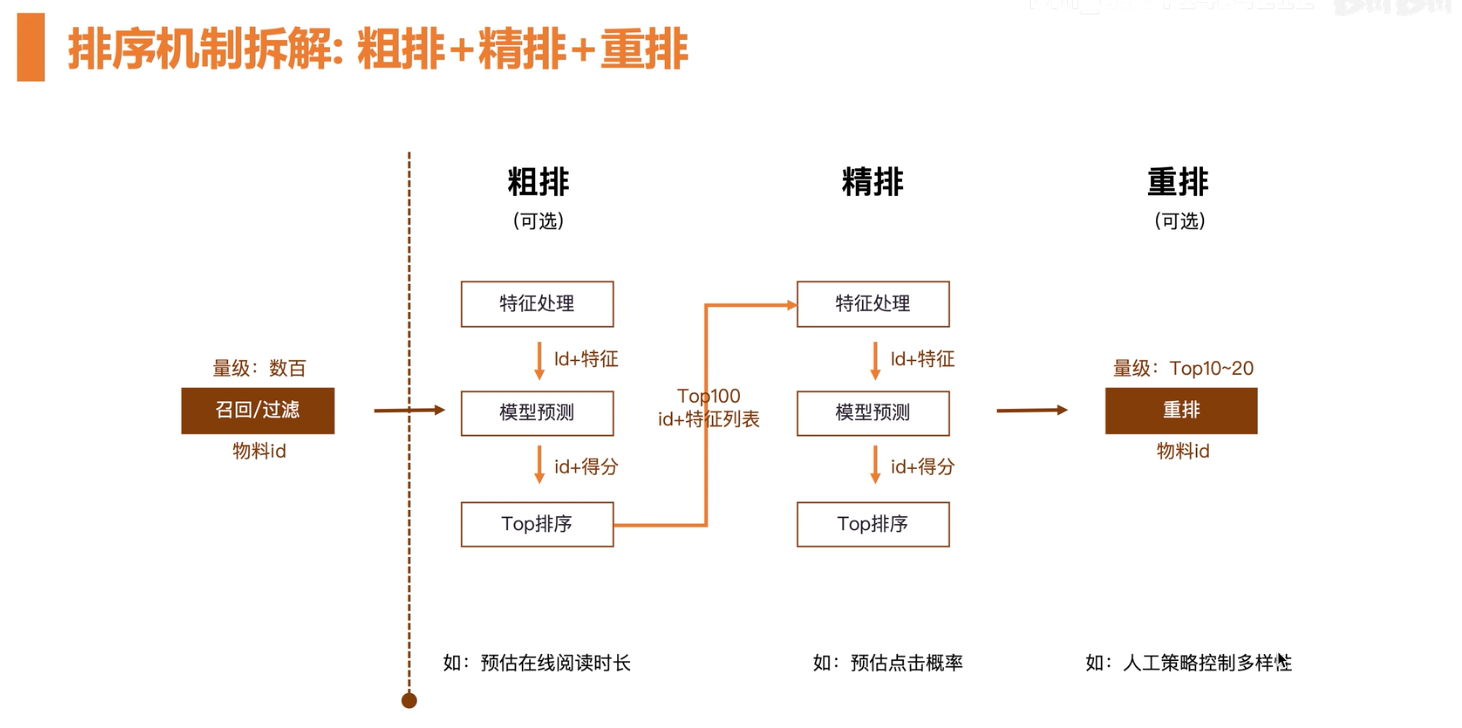 排序机制拆解: 粗排+精排+重排
粗排
(可选)
精排
重排
(可选)
量级：数百
召回/过滤
物料id
特征处理
Id+特征
模型预测
id+得分
Top排序
Top100
id+特征列表
特征处理
Id+特征
模型预测
id+得分
Top排序
量级：Top10~20
重排
物料id
如：预估在线阅读时长
如：预估点击概率
如：人工策略控制多样性